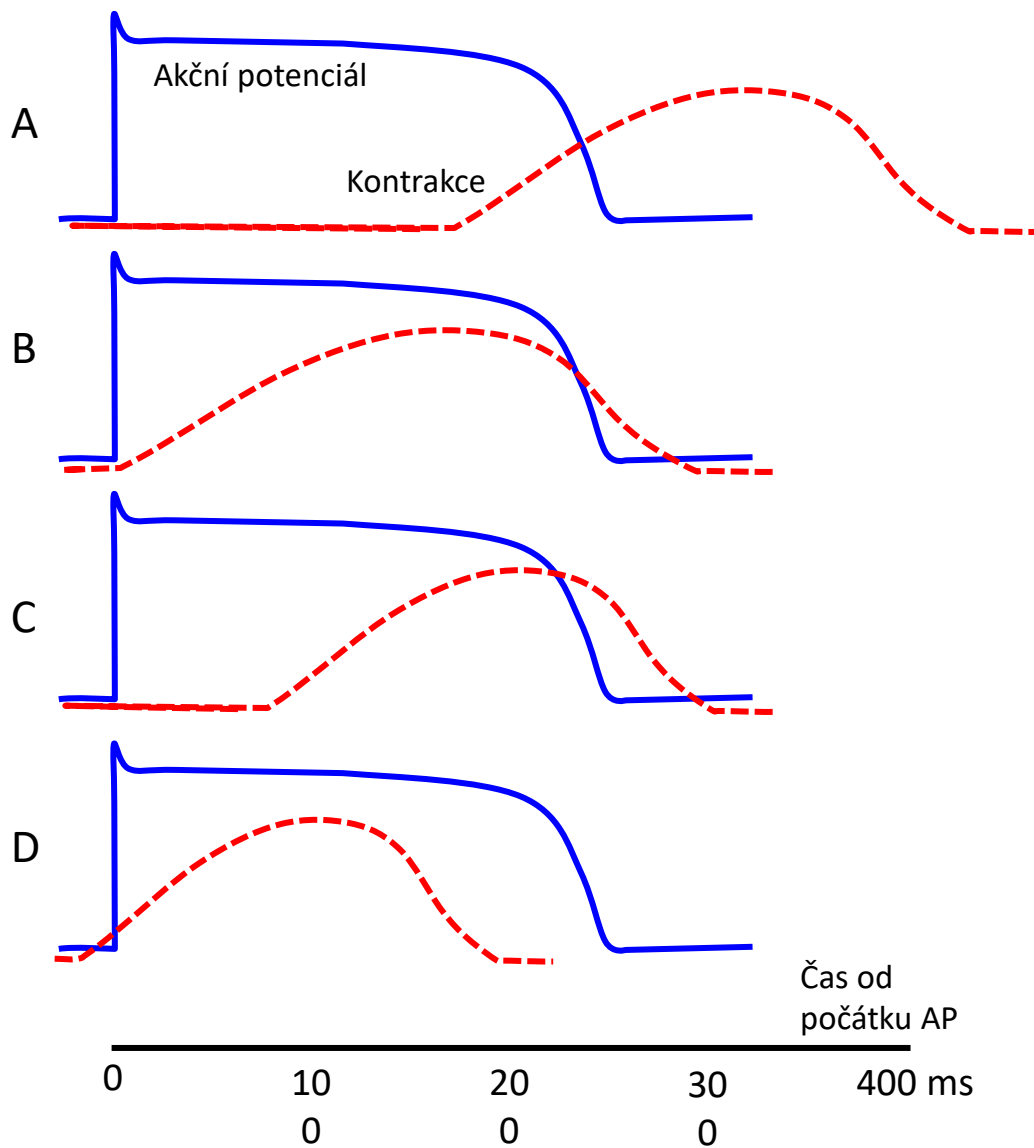 Akční potenciál
A
Kontrakce
B
C
D
Čas od
počátku AP
0 10 20 30 400 ms
0 0 0